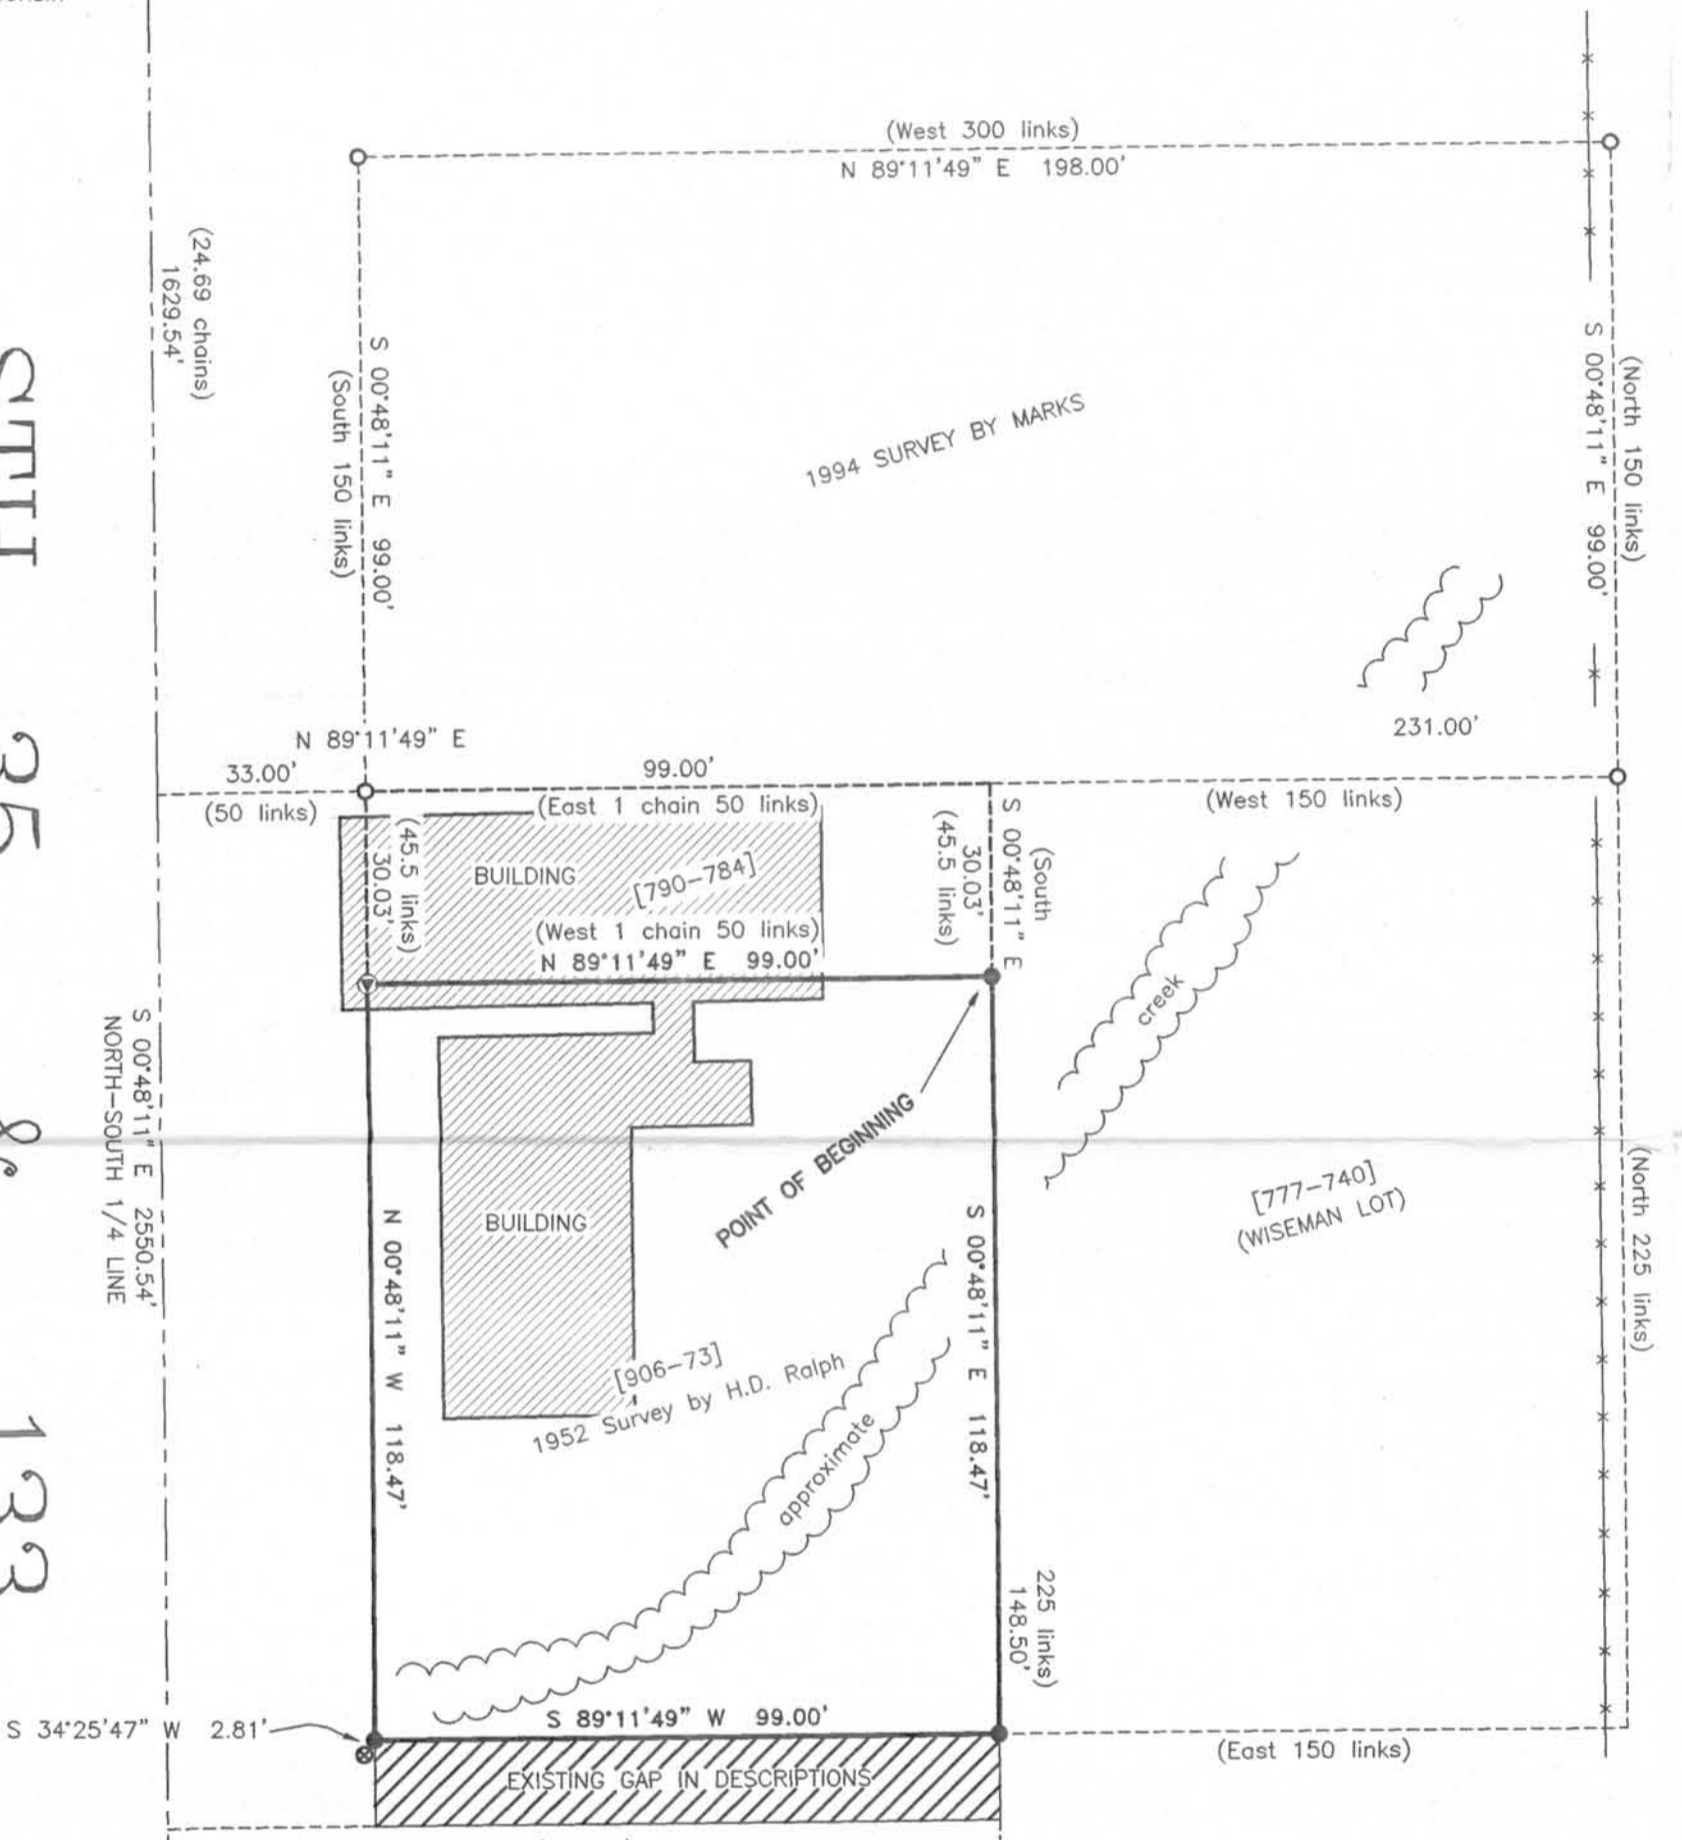 (West 300 links)
N 89°11'49" E 198.00'
(24.69 chains)
1629.54'
S 00°48'11" E 99.00'
(South 150 links)
1994 SURVEY BY MARKS
S 00°48'11" E 99.00'
(North 150 links)
231.00'
N 89°11'49" E
33.00'
(50 links)
99.00'
(East 1 chain 50 links)
(West 150 links)
(45.5 links)
30.03'
BUILDING
[790-784]
(West 1 chain 50 links)
N 89°11'49" E 99.00'
(South
S 00°48'11" E
30.03'
(45.5 links)
creek
POINT OF BEGINNING
S 00°48'11" E 2550.54'
NORTH-SOUTH 1/4 LINE
N 00°48'11" W 118.47'
BUILDING
[906-73]
1952 Survey by H.D. Ralph
approximate
S 00°48'11" E 118.47'
[777-740]
(WISEMAN LOT)
(North 225 links)
225 links)
148.50'
STH 35 & 133
S 34°25'47" W 2.81'
S 89°11'49" W 99.00'
(East 150 links)
EXISTING GAP IN DESCRIPTIONS